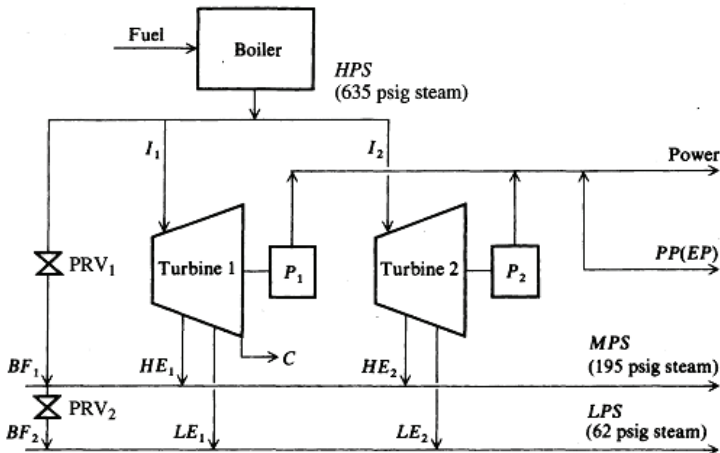 Fuel
Boiler
HPS
(635 psig steam)
I₁
I₂
Power
PRV₁
Turbine 1
P₁
Turbine 2
P₂
PP(EP)
C
MPS
BF₁
HE₁
HE₂
(195 psig steam)
PRV₂
LPS
BF₂
LE₁
LE₂
(62 psig steam)